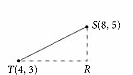 S(8, 5)
T(4, 3)
R